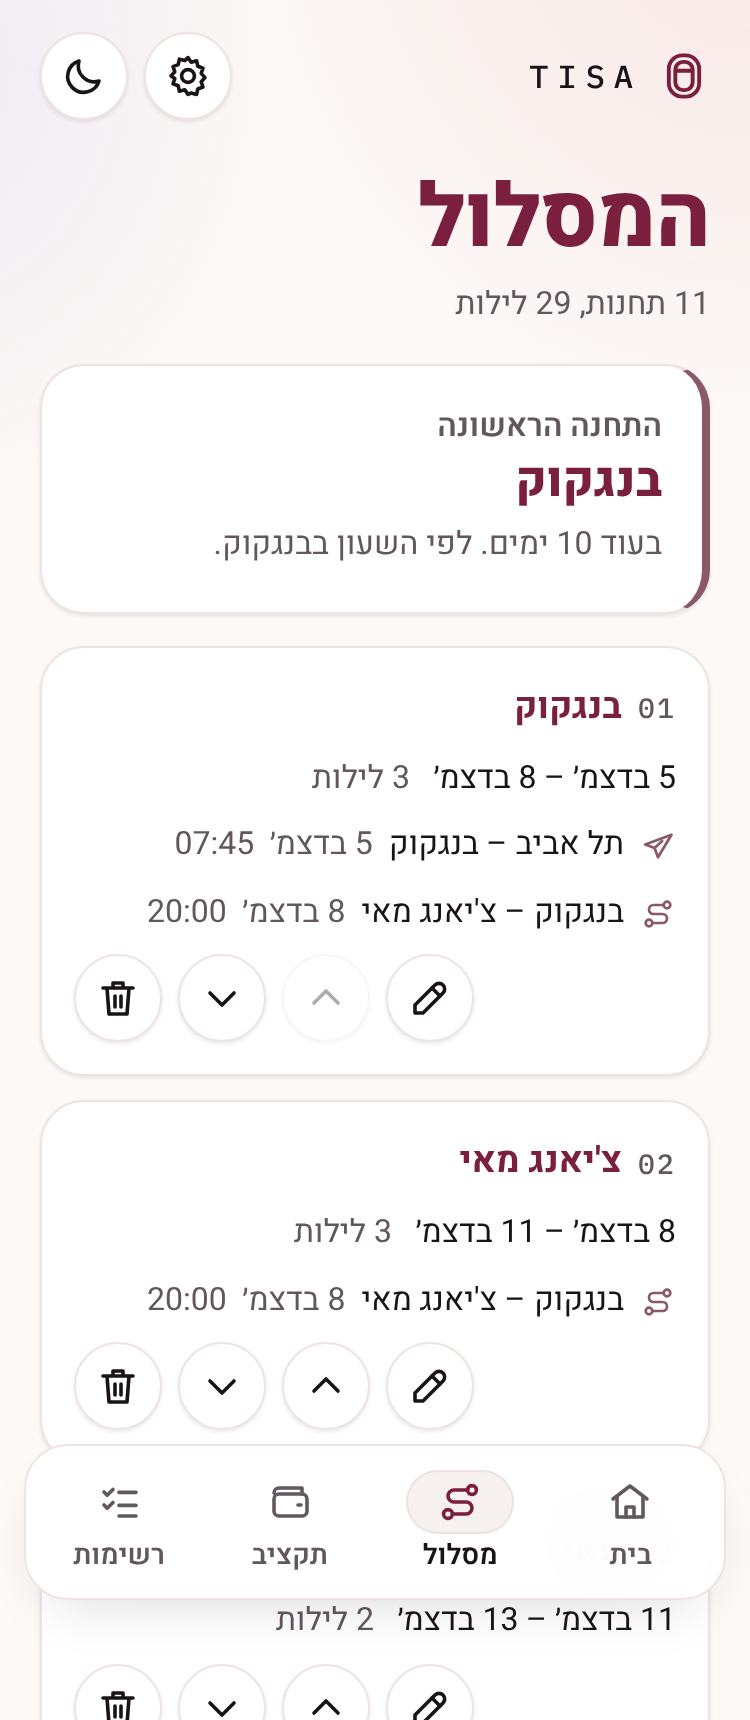 TISA
המסלול
11 תחנות, 29 לילות
התחנה הראשונה
בנגקוק
בעוד 10 ימים. לפי השעון בבנגקוק.
01 בנגקוק
5 בדצמ׳ – 8 בדצמ׳ 3 לילות
תל אביב – בנגקוק 5 בדצמ׳ 07:45
בנגקוק – צ'יאנג מאי 8 בדצמ׳ 20:00
02 צ'יאנג מאי
8 בדצמ׳ – 11 בדצמ׳ 3 לילות
בנגקוק – צ'יאנג מאי 8 בדצמ׳ 20:00
בית
מסלול
תקציב
רשימות
11 בדצמ׳ – 13 בדצמ׳ 2 לילות